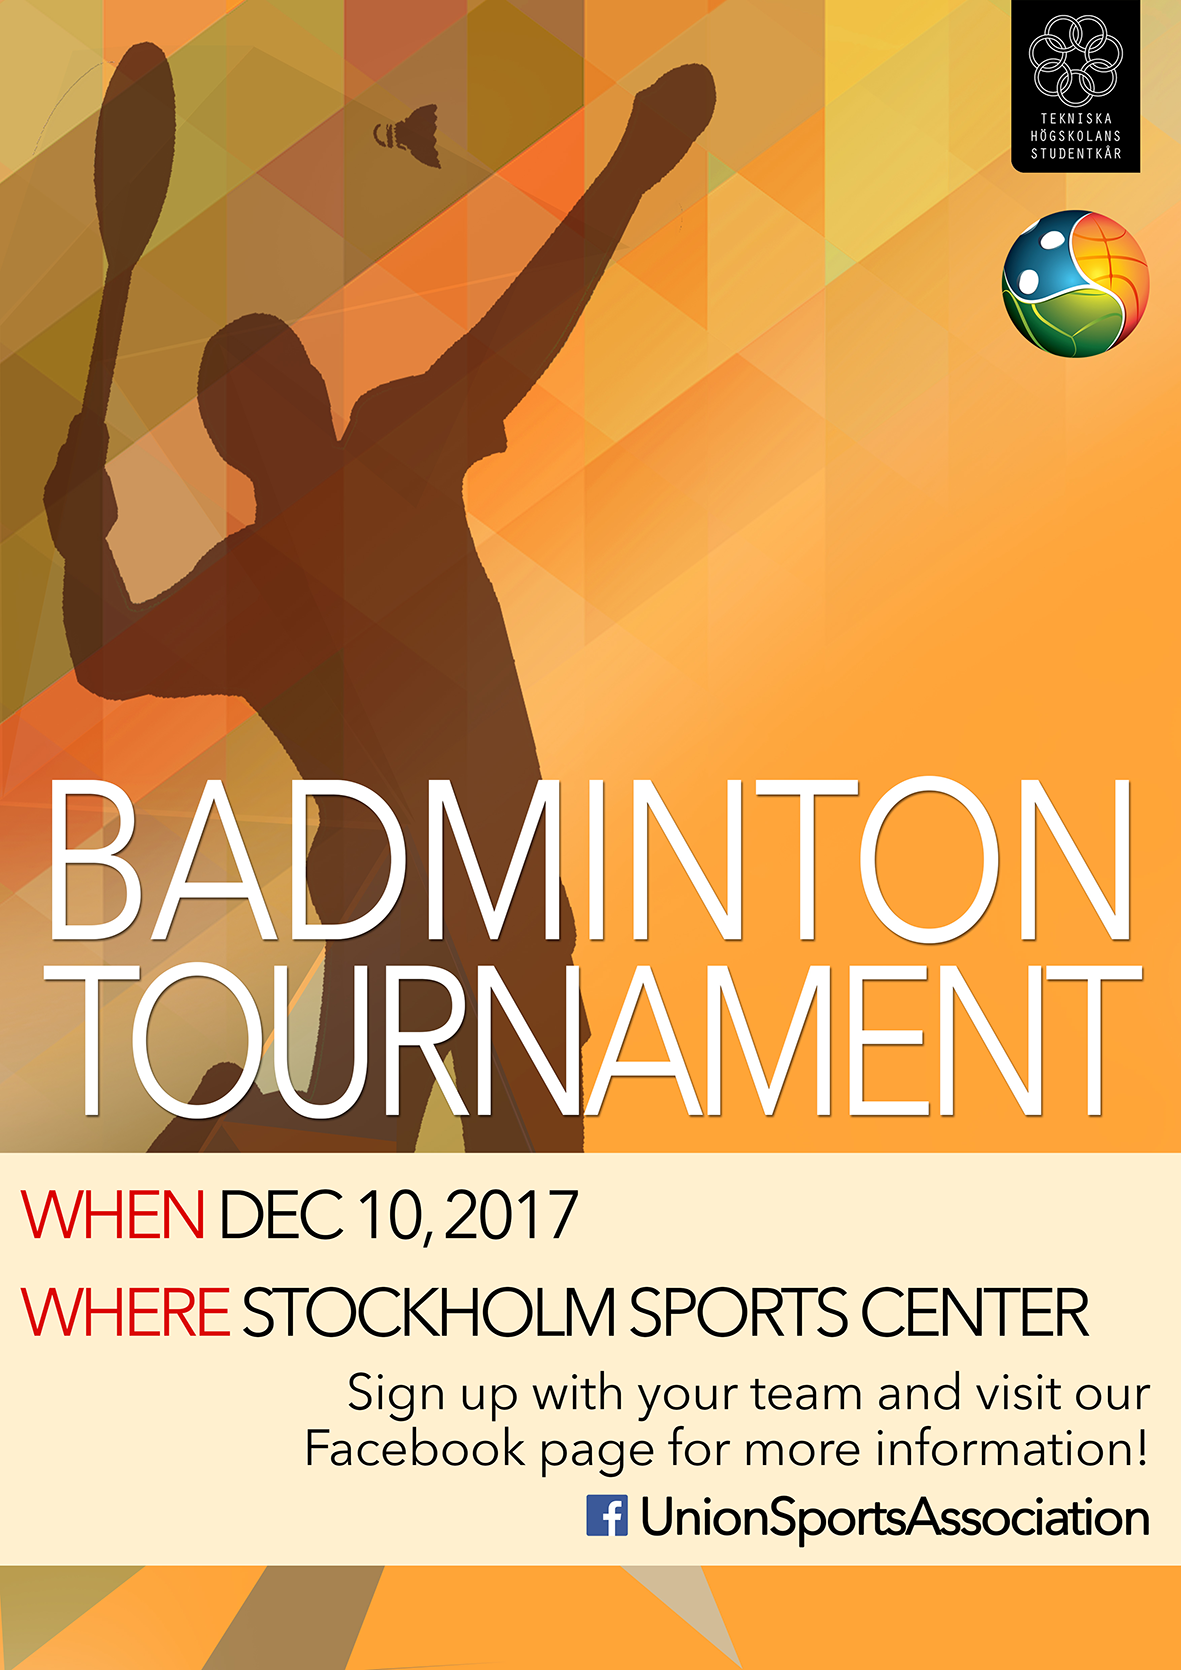 TEKNISKA
HÖGSKOLANS
STUDENTKÅR
BADMINTON
TOURNAMENT
WHEN DEC 10, 2017
WHERE STOCKHOLM SPORTS CENTER
Sign up with your team and visit our
Facebook page for more information!
f UnionSportsAssociation